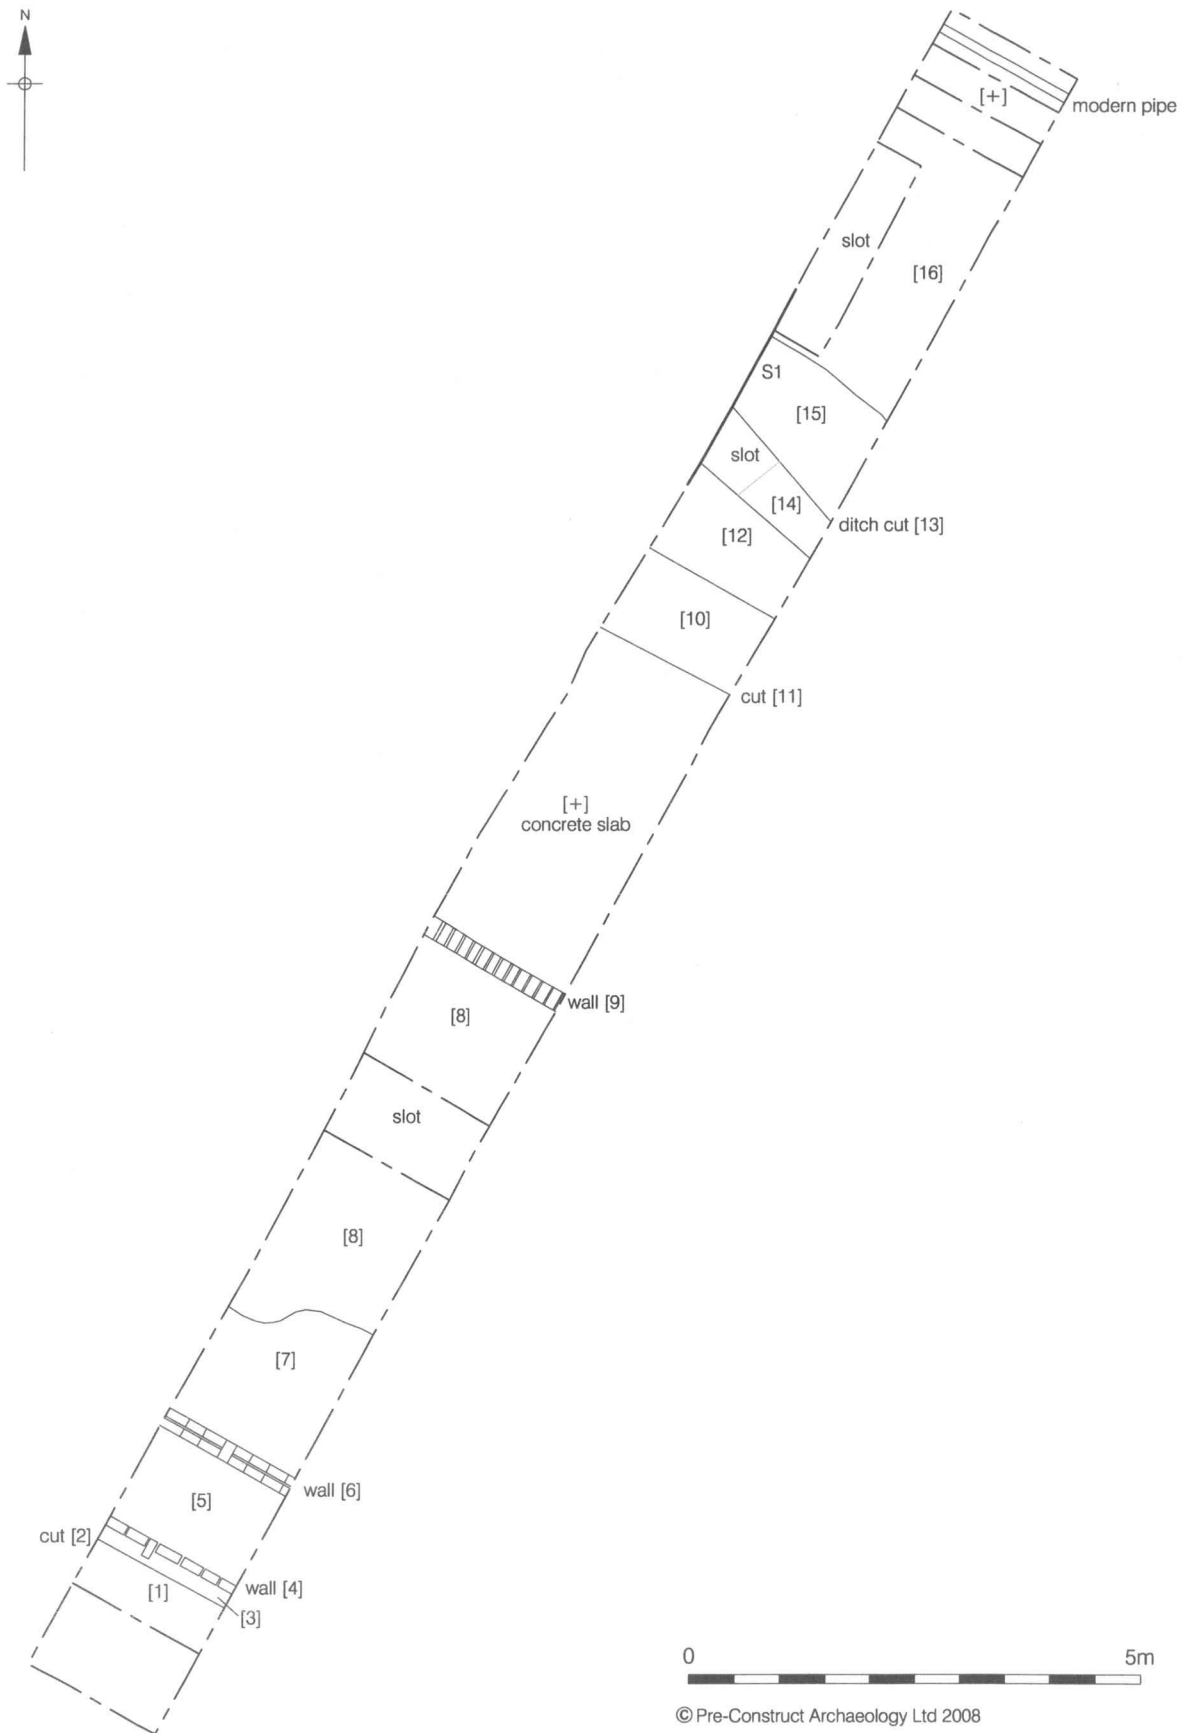 N
[+]
modern pipe
slot
[16]
S1
[15]
slot
[14]
ditch cut [13]
[12]
[10]
cut [11]
[+]
concrete slab
wall [9]
[8]
slot
[8]
[7]
wall [6]
[5]
cut [2]
wall [4]
[1]
[3]
0 5m
© Pre-Construct Archaeology Ltd 2008